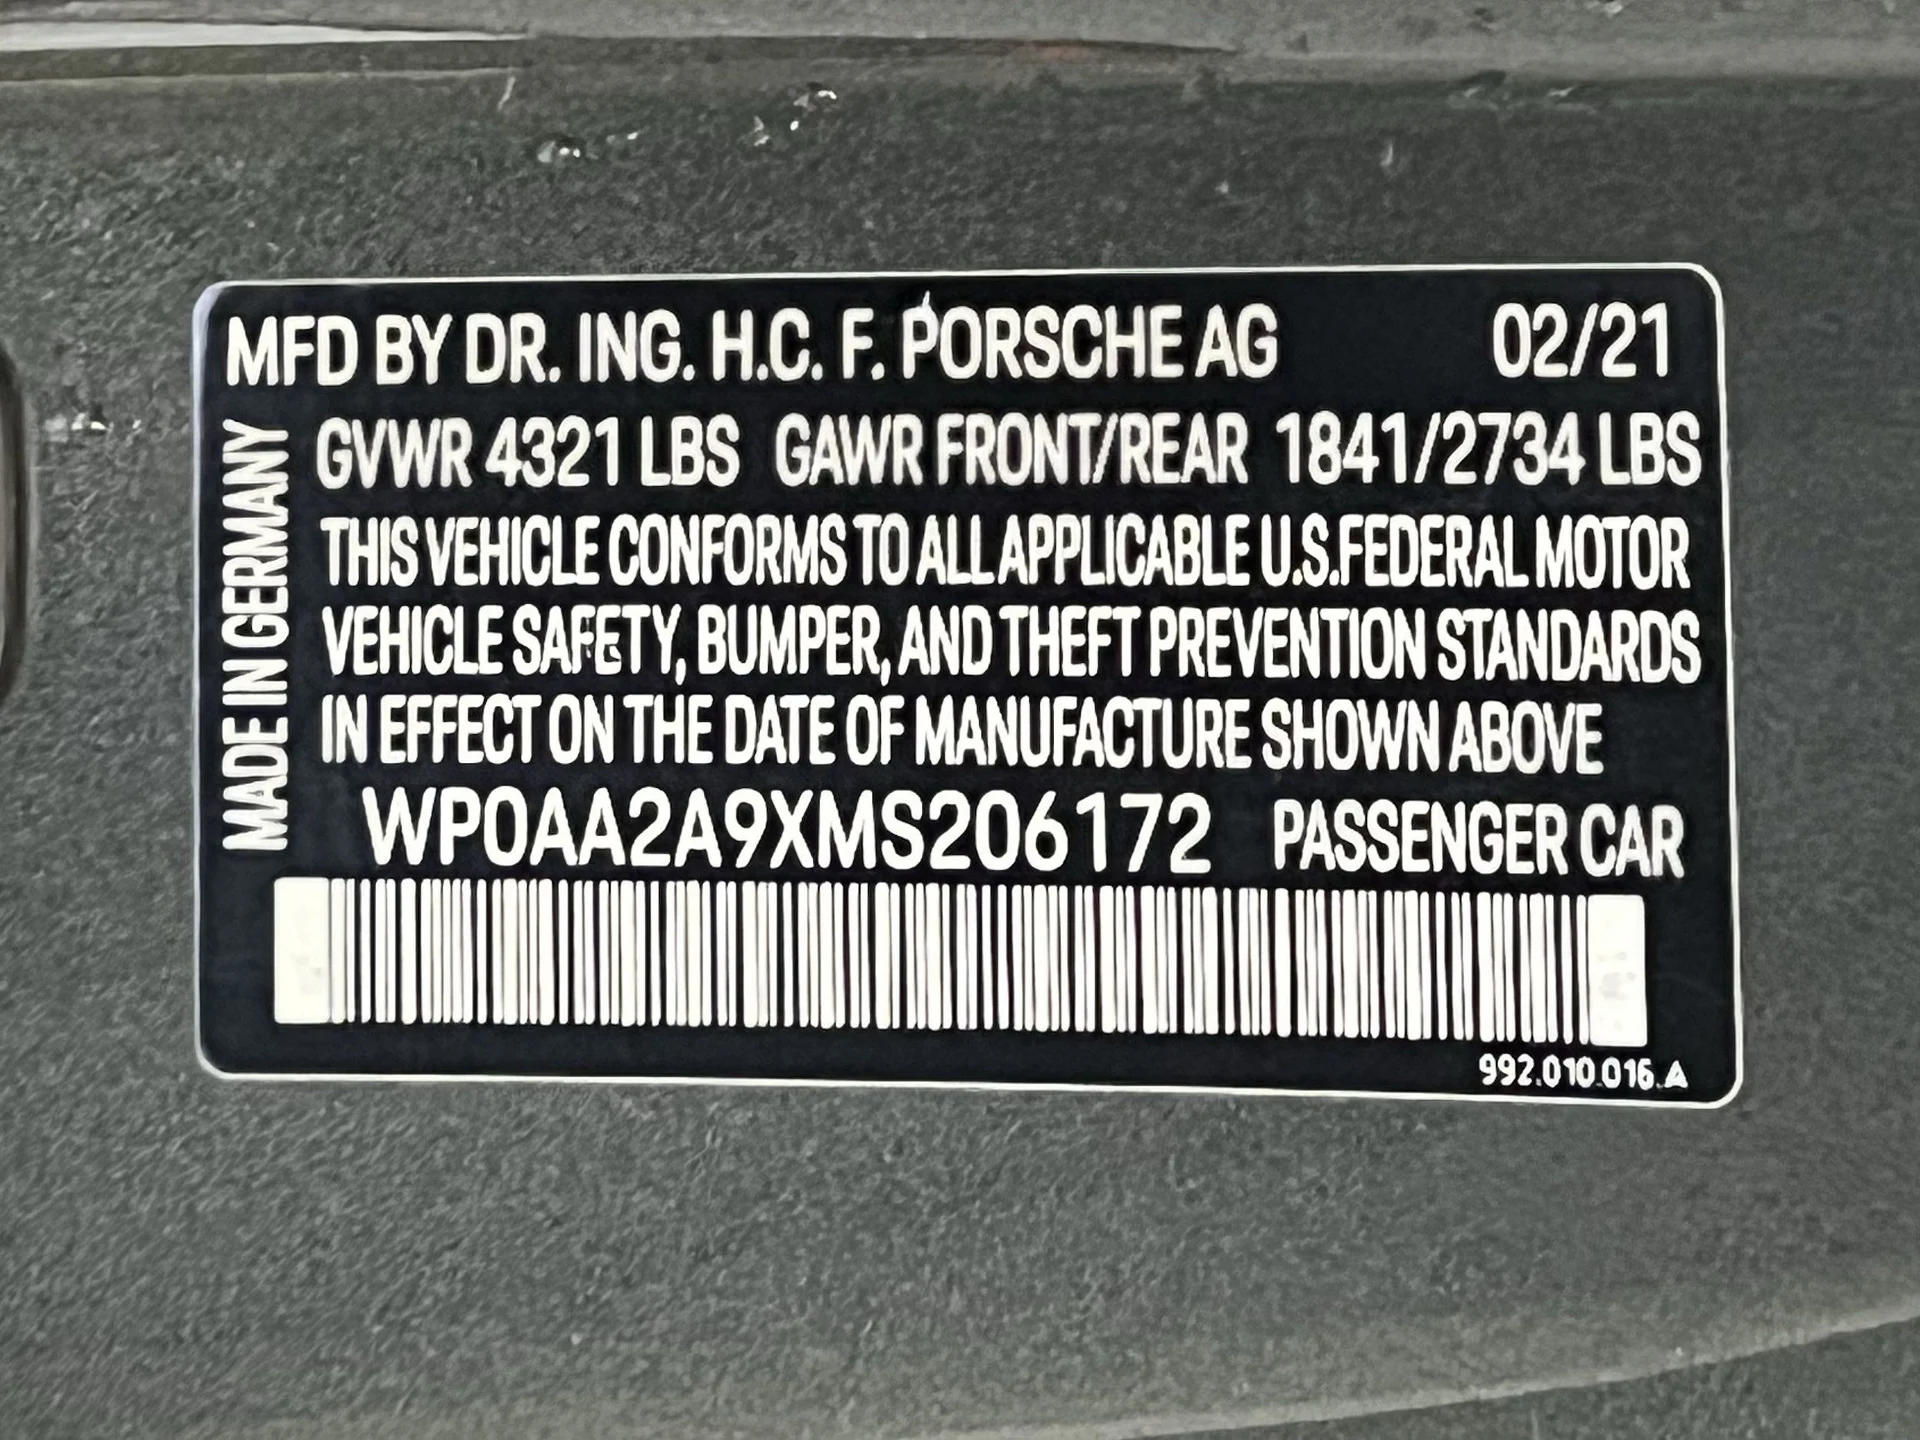 MFD BY DR. ING. H.C. F. PORSCHE AG 02/21
MADE IN GERMANY
GVWR 4321 LBS GAWR FRONT/REAR 1841/2734 LBS
THIS VEHICLE CONFORMS TO ALL APPLICABLE U.S.FEDERAL MOTOR
VEHICLE SAFETY, BUMPER, AND THEFT PREVENTION STANDARDS
IN EFFECT ON THE DATE OF MANUFACTURE SHOWN ABOVE
WP0AA2A9XMS206172 PASSENGER CAR
992.010.016.A